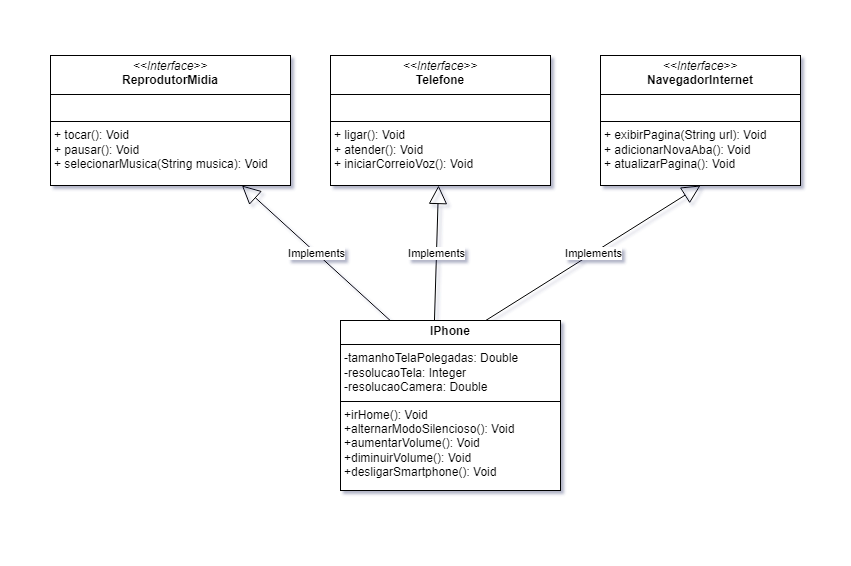 <<Interface>>
ReprodutorMidia
+ tocar(): Void
+ pausar(): Void
+ selecionarMusica(String musica): Void
<<Interface>>
Telefone
+ ligar(): Void
+ atender(): Void
+ iniciarCorreioVoz(): Void
<<Interface>>
NavegadorInternet
+ exibirPagina(String url): Void
+ adicionarNovaAba(): Void
+ atualizarPagina(): Void
Implements
Implements
Implements
IPhone
-tamanhoTelaPolegadas: Double
-resolucaoTela: Integer
-resolucaoCamera: Double
+irHome(): Void
+alternarModoSilencioso(): Void
+aumentarVolume(): Void
+diminuirVolume(): Void
+desligarSmartphone(): Void